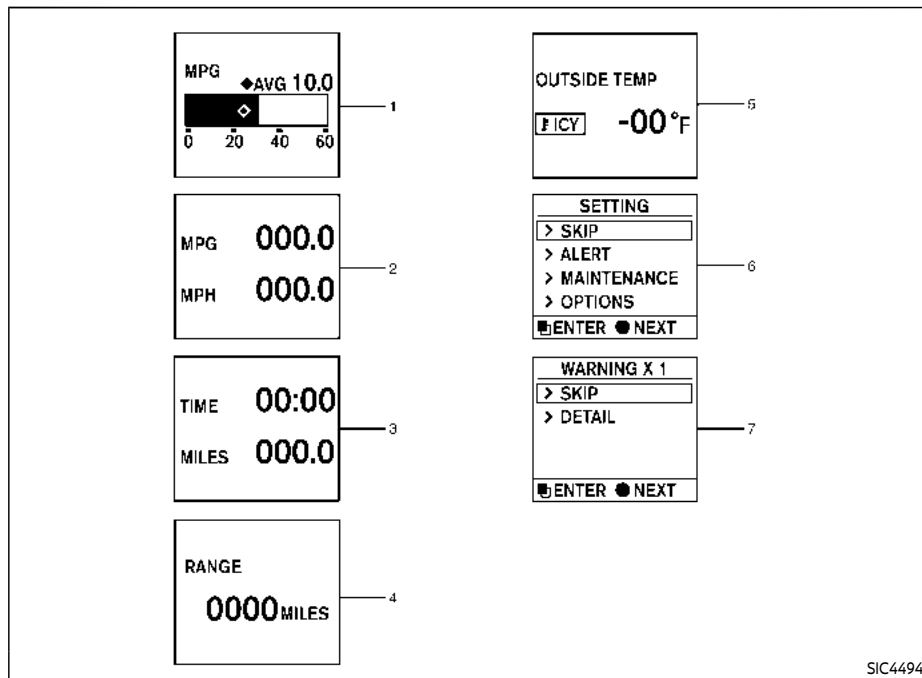 MPG
◆AVG 10.0
0 20 40 60
1
MPG 000.0
MPH 000.0
2
TIME 00:00
MILES 000.0
3
RANGE
0000 MILES
4
OUTSIDE TEMP
ICY -00°F
5
SETTING
> SKIP
> ALERT
> MAINTENANCE
> OPTIONS
ENTER ● NEXT
6
WARNING X 1
> SKIP
> DETAIL
ENTER ● NEXT
7
SIC4494